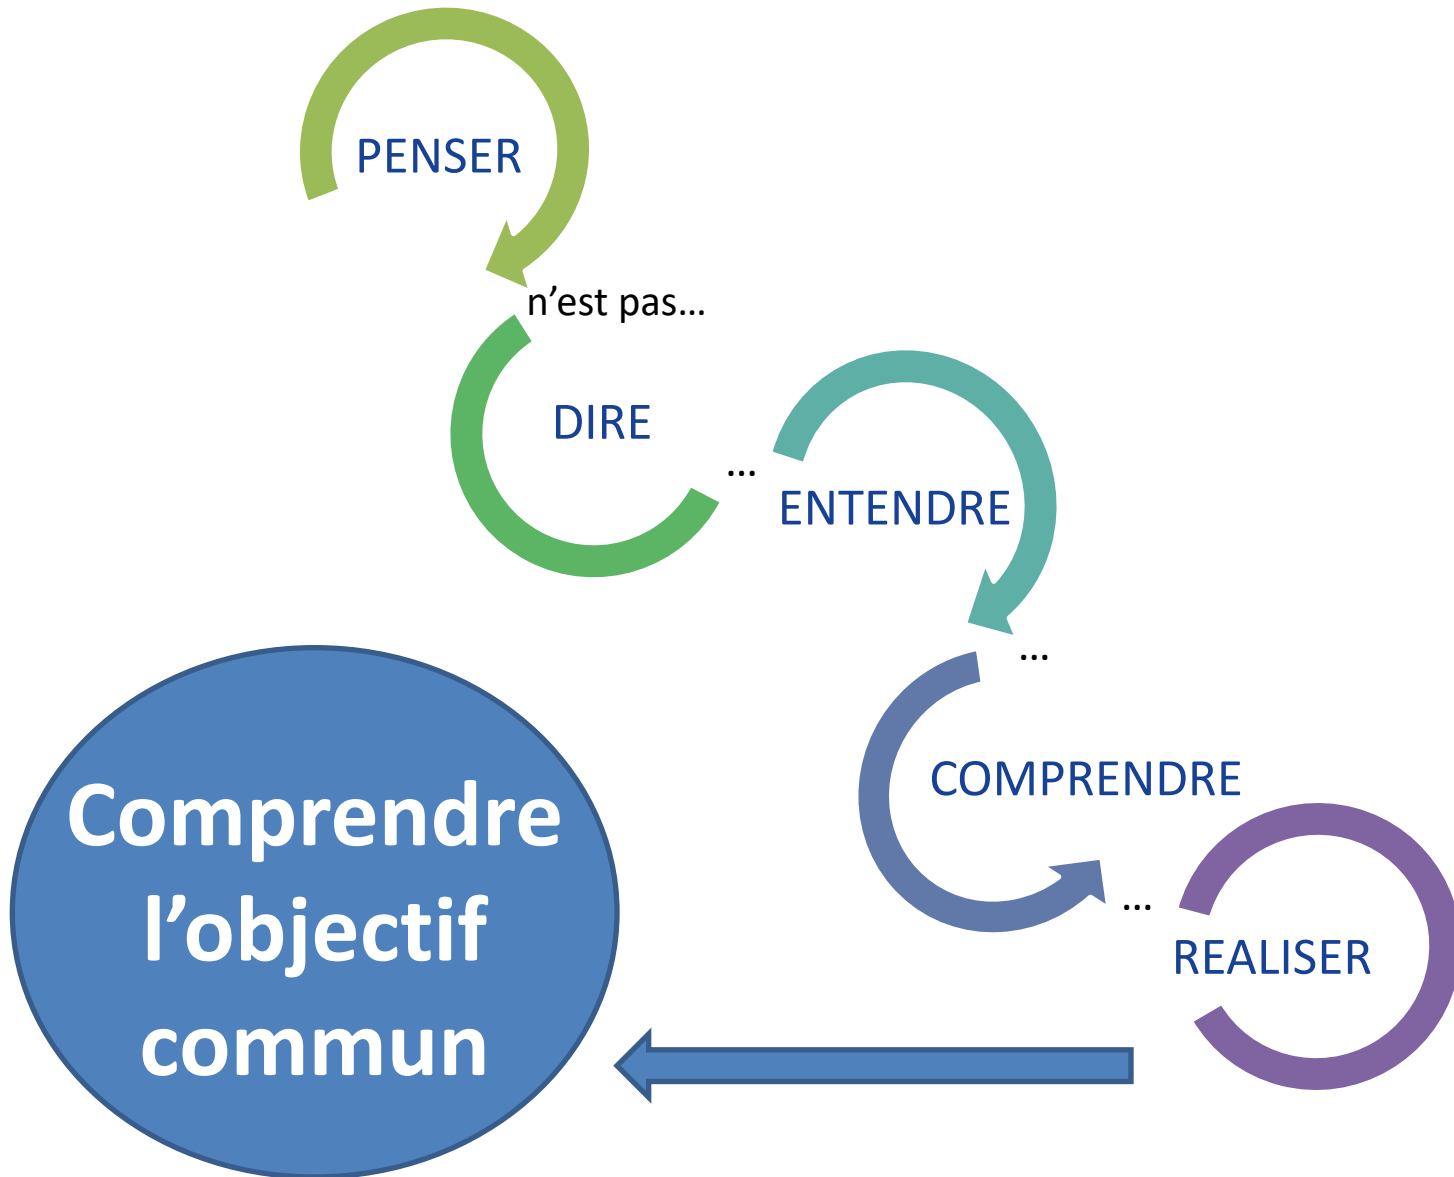 PENSER
n’est pas...
DIRE
...
ENTENDRE
...
COMPRENDRE
...
REALISER
Comprendre
l’objectif
commun